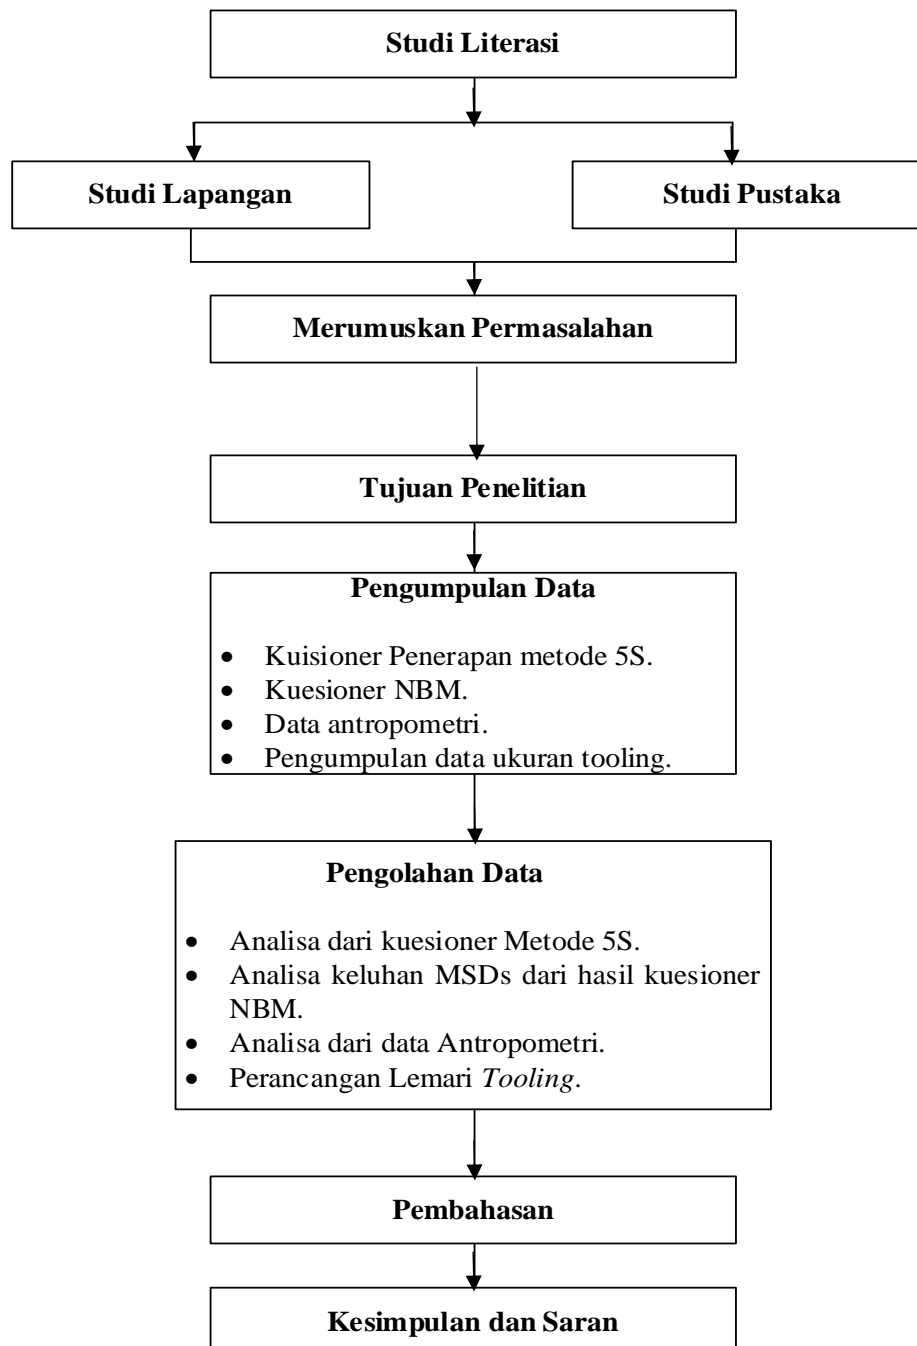 Studi Literasi
Studi Lapangan
Studi Pustaka
Merumuskan Permasalahan
Tujuan Penelitian
Pengumpulan Data
• Kuisioner Penerapan metode 5S.
• Kuesioner NBM.
• Data antropometri.
• Pengumpulan data ukuran tooling.
Pengolahan Data
• Analisa dari kuesioner Metode 5S.
• Analisa keluhan MSDs dari hasil kuesioner
NBM.
• Analisa dari data Antropometri.
• Perancangan Lemari Tooling.
Pembahasan
Kesimpulan dan Saran